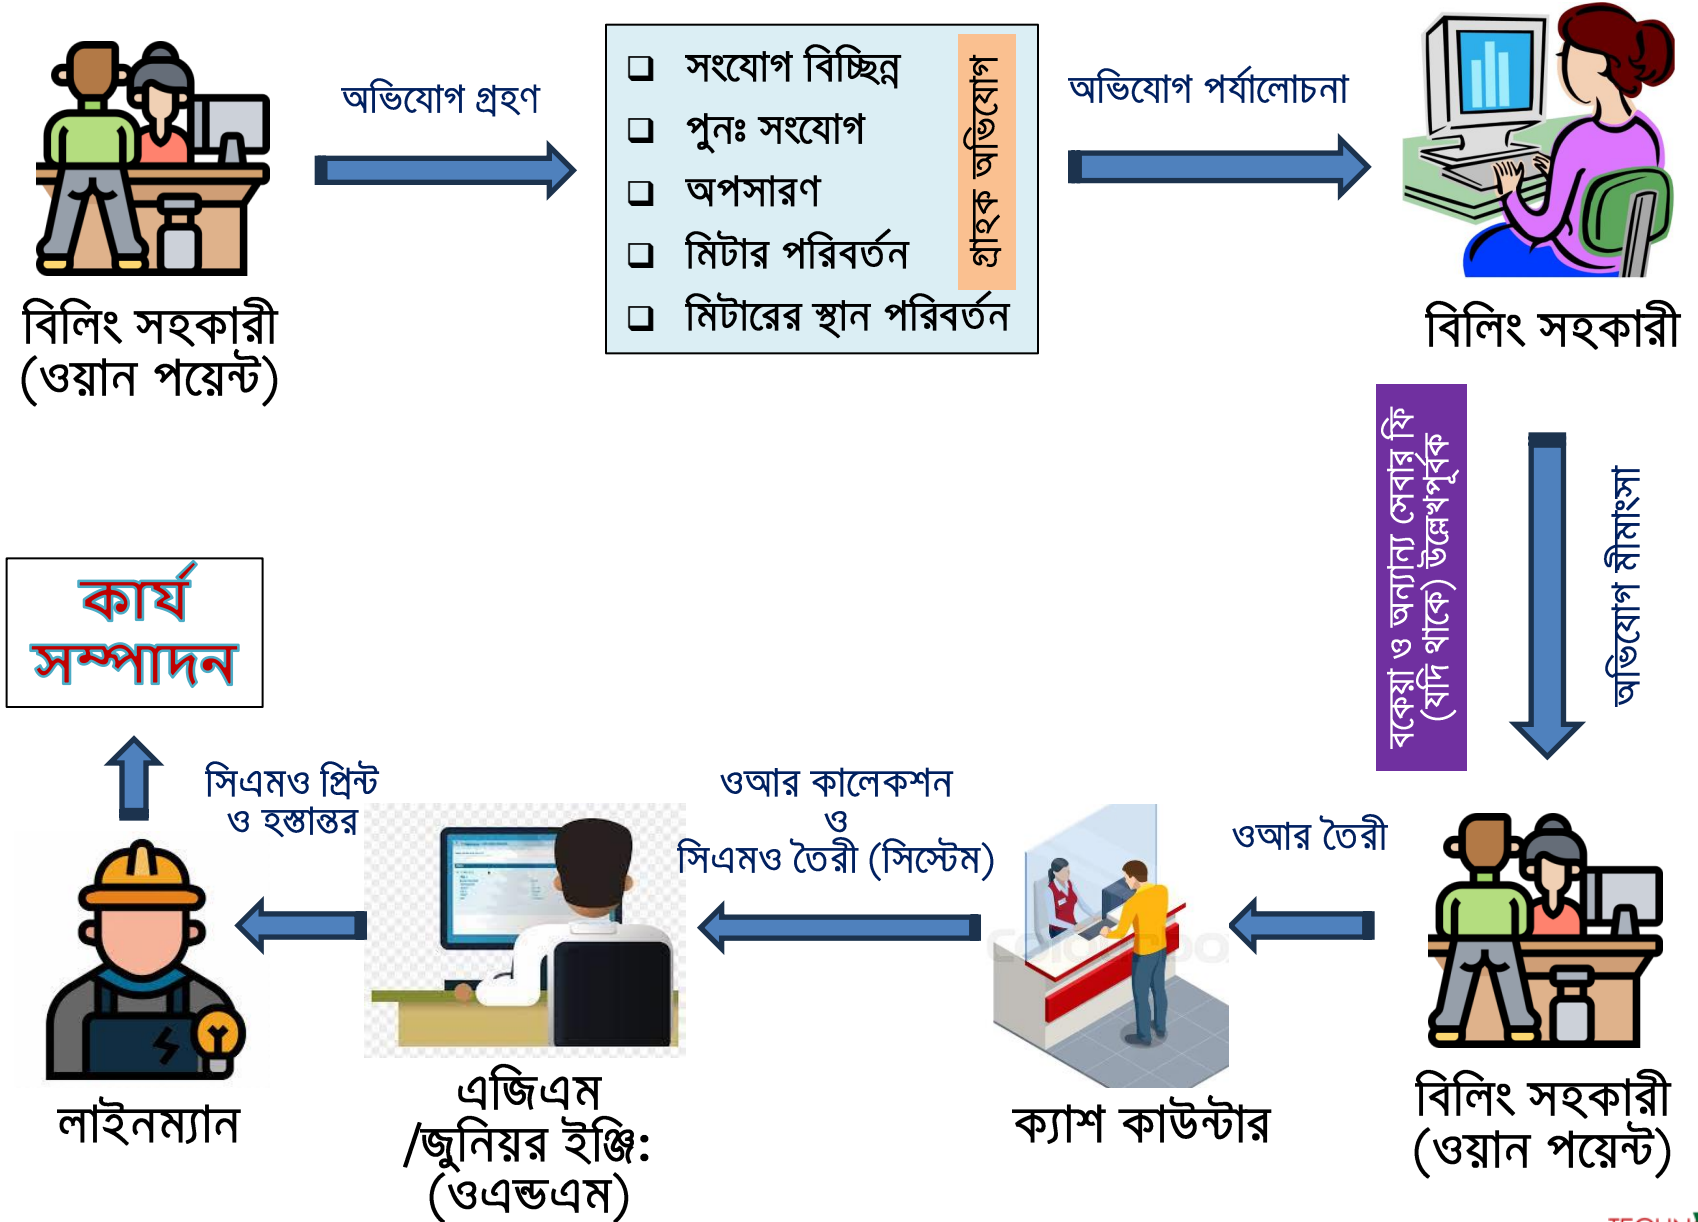 অভিযোগ গ্রহণ
সংযোগ বিচ্ছিন্ন
পুনঃ সংযোগ
অপসারণ
মিটার পরিবর্তন
মিটারের স্থান পরিবর্তন
গ্রাহক অভিযোগ
অভিযোগ পর্যালোচনা
বিলিং সহকারী
(ওয়ান পয়েন্ট)
বিলিং সহকারী
বকেয়া ও অন্যান্য সেবার ফি
(যদি থাকে) উল্লেখপূর্বক
অভিযোগ মীমাংসা
কার্য
সম্পাদন
সিএমও প্রিন্ট
ও হস্তান্তর
ওআর কালেকশন
ও
সিএমও তৈরী (সিস্টেম)
ওআর তৈরী
লাইনম্যান
এজিএম
/জুনিয়র ইঞ্জি:
(ওএন্ডএম)
ক্যাশ কাউন্টার
বিলিং সহকারী
(ওয়ান পয়েন্ট)